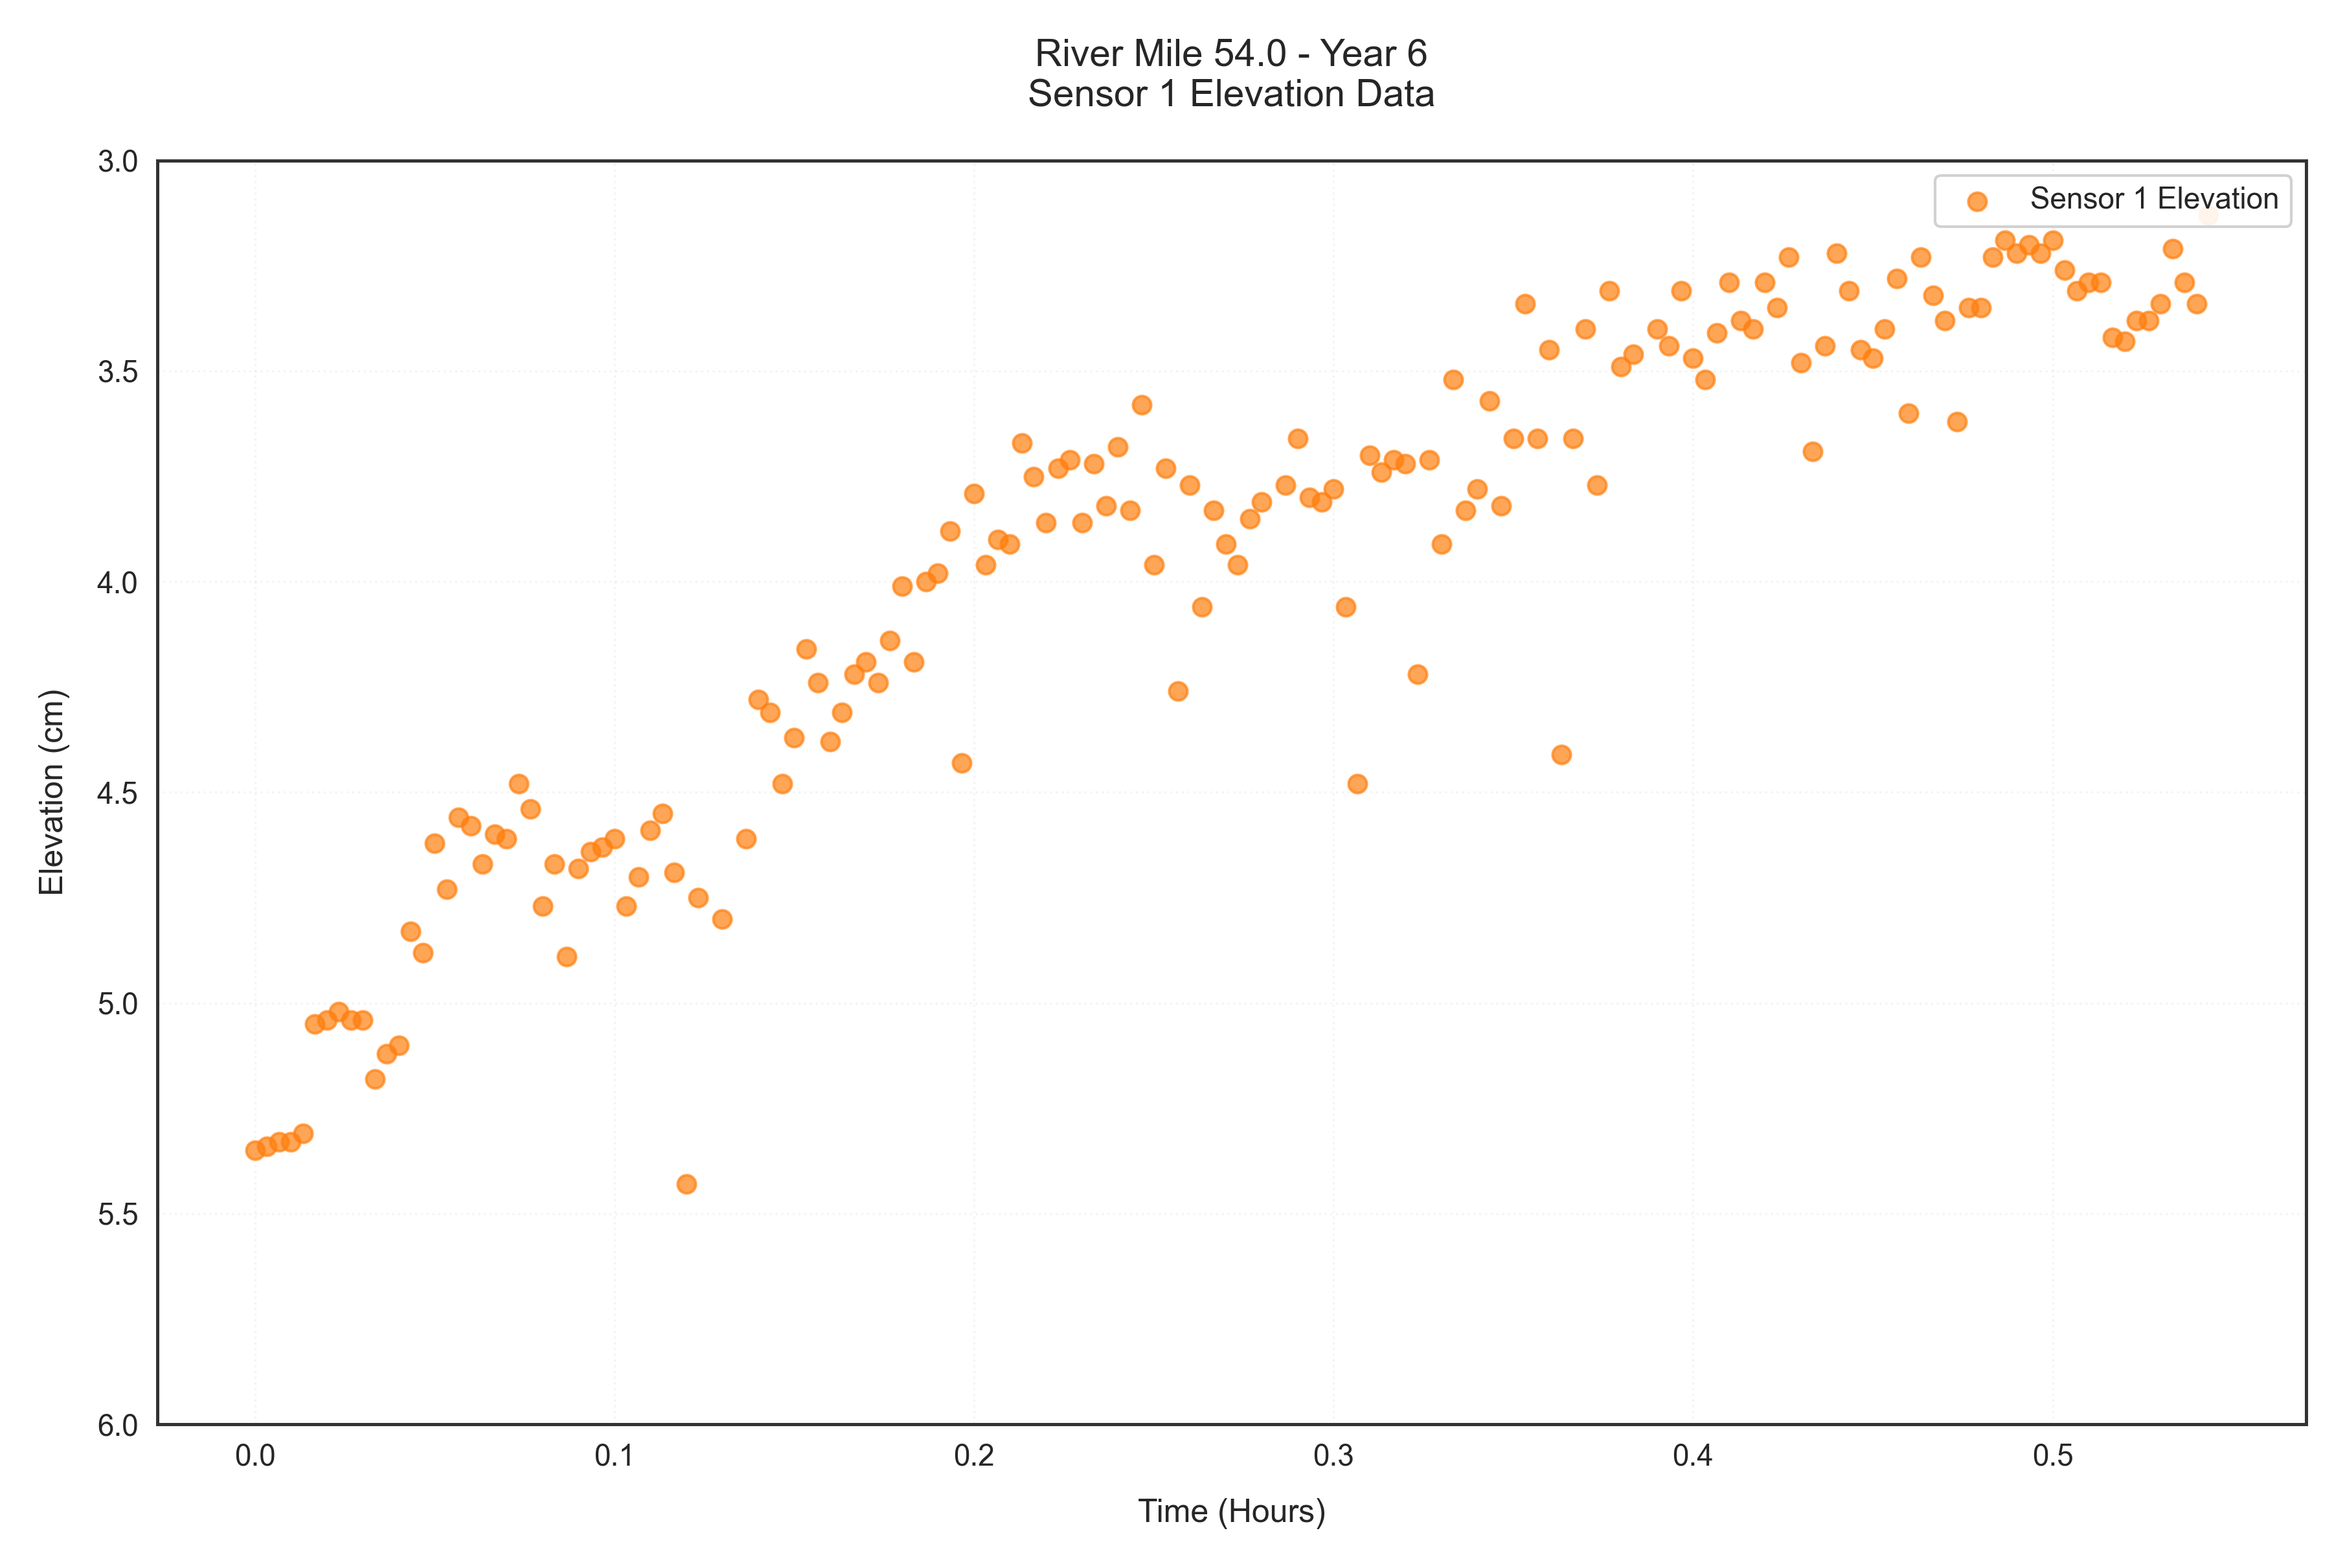 River Mile 54.0 - Year 6
Sensor 1 Elevation Data
3.0
Sensor 1 Elevation
3.5
4.0
4.5
5.0
5.5
6.0
Elevation (cm)
0.0 0.1 0.2 0.3 0.4 0.5
Time (Hours)